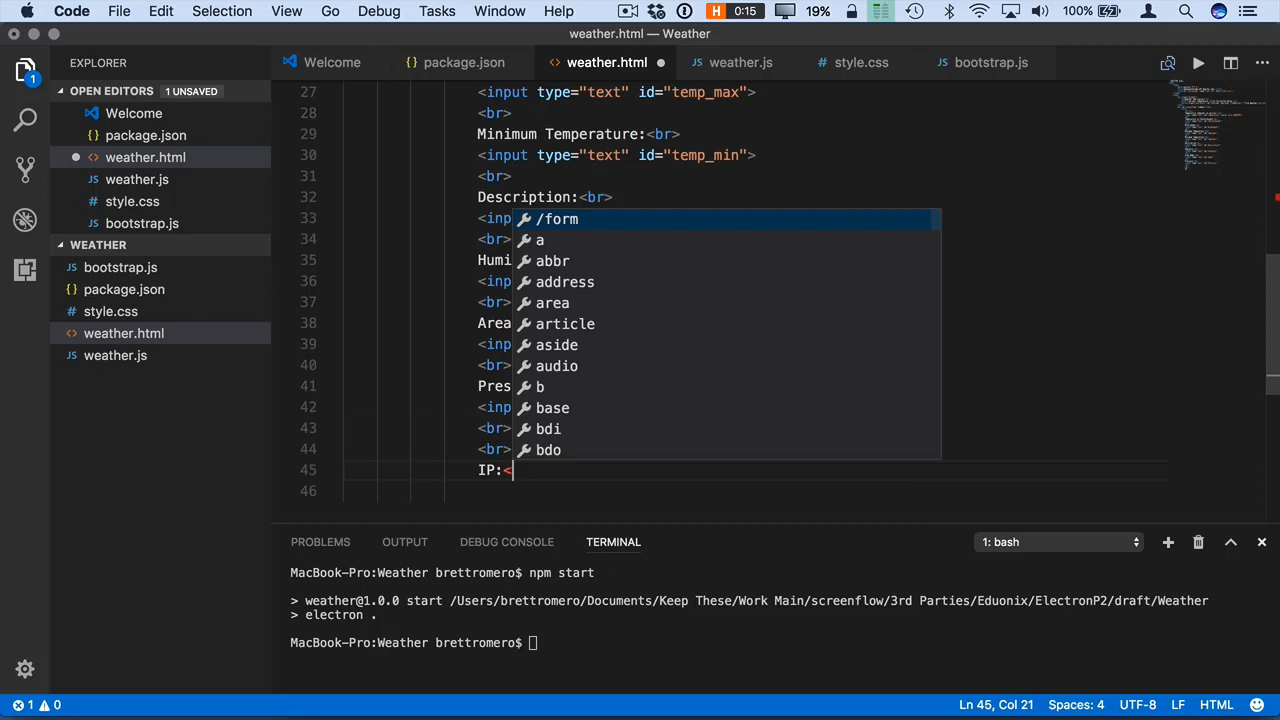 Code File Edit Selection View Go Debug Tasks Window Help H 0:15 19% 100%
weather.html — Weather
EXPLORER
Welcome {} package.json <> weather.html JS weather.js # style.css JS bootstrap.js
OPEN EDITORS 1 UNSAVED
Welcome
{} package.json
<> weather.html
JS weather.js
# style.css
JS bootstrap.js
WEATHER
JS bootstrap.js
{} package.json
# style.css
<> weather.html
JS weather.js
1
27 <input type="text" id="temp_max">
28 <br>
29 Minimum Temperature:<br>
30 <input type="text" id="temp_min">
31 <br>
32 Description:<br>
33 <inp
34 <br>
35 Humi
36 <inp
37 <br>
38 Area
39 <inp
40 <br>
41 Pres
42 <inp
43 <br>
44 <br>
45 IP:<
46
/form
a
abbr
address
area
article
aside
audio
b
base
bdi
bdo
PROBLEMS OUTPUT DEBUG CONSOLE TERMINAL 1: bash
MacBook-Pro:Weather brettromero$ npm start
> weather@1.0.0 start /Users/brettromero/Documents/Keep These/Work Main/screenflow/3rd Parties/Eduonix/ElectronP2/draft/Weather
> electron .
MacBook-Pro:Weather brettromero$
1 0 Ln 45, Col 21 Spaces: 4 UTF-8 LF HTML